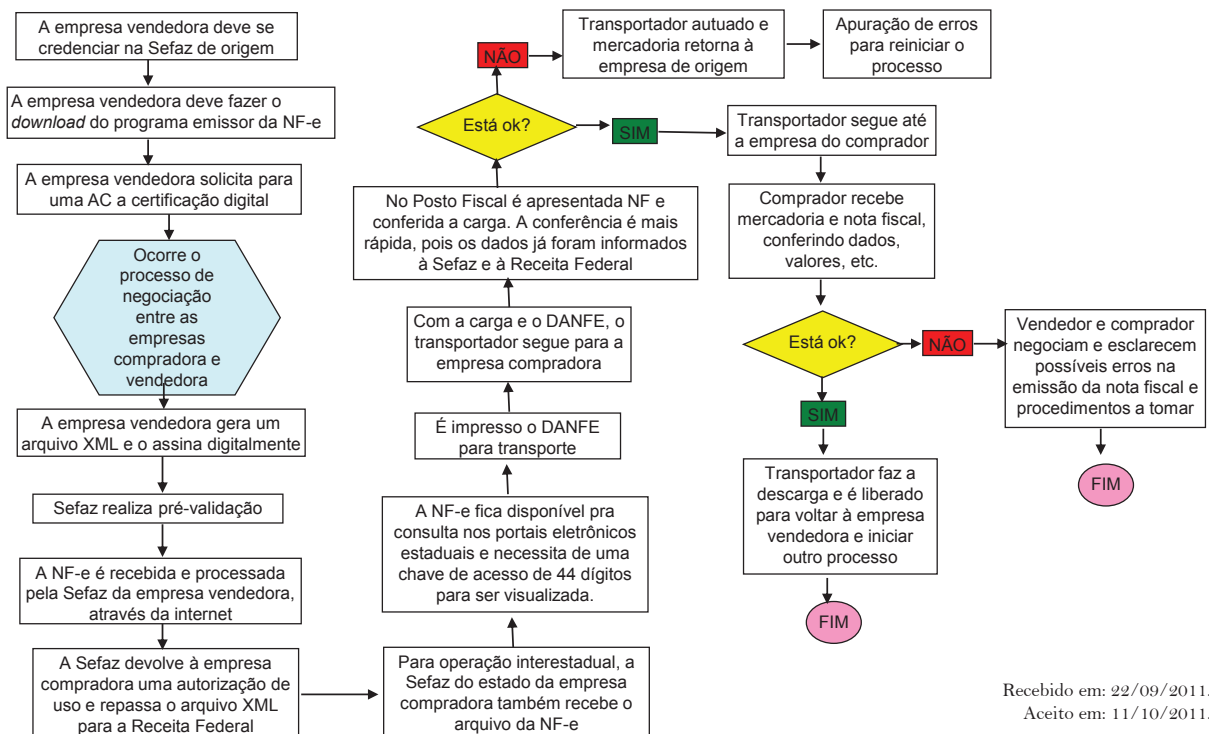 A empresa vendedora deve se
credenciar na Sefaz de origem
A empresa vendedora deve fazer o
download do programa emissor da NF-e
A empresa vendedora solicita para
uma AC a certificação digital
Ocorre o
processo de
negociação
entre as
empresas
compradora e
vendedora
A empresa vendedora gera um
arquivo XML e o assina digitalmente
Sefaz realiza pré-validação
A NF-e é recebida e processada
pela Sefaz da empresa vendedora,
através da internet
A Sefaz devolve à empresa
compradora uma autorização de
uso e repassa o arquivo XML
para a Receita Federal
Para operação interestadual, a
Sefaz do estado da empresa
compradora também recebe o
arquivo da NF-e
A NF-e fica disponível pra
consulta nos portais eletrônicos
estaduais e necessita de uma
chave de acesso de 44 dígitos
para ser visualizada.
É impresso o DANFE
para transporte
Com a carga e o DANFE, o
transportador segue para a
empresa compradora
No Posto Fiscal é apresentada NF e
conferida a carga. A conferência é mais
rápida, pois os dados já foram informados
à Sefaz e à Receita Federal
Está ok?
NÃO
Transportador autuado e
mercadoria retorna à
empresa de origem
Apuração de erros
para reiniciar o
processo
SIM
Transportador segue até
a empresa do comprador
Comprador recebe
mercadoria e nota fiscal,
conferindo dados,
valores, etc.
Está ok?
NÃO
Vendedor e comprador
negociam e esclarecem
possíveis erros na
emissão da nota fiscal e
procedimentos a tomar
FIM
SIM
Transportador faz a
descarga e é liberado
para voltar à empresa
vendedora e iniciar
outro processo
FIM
Recebido em: 22/09/2011.
Aceito em: 11/10/2011.